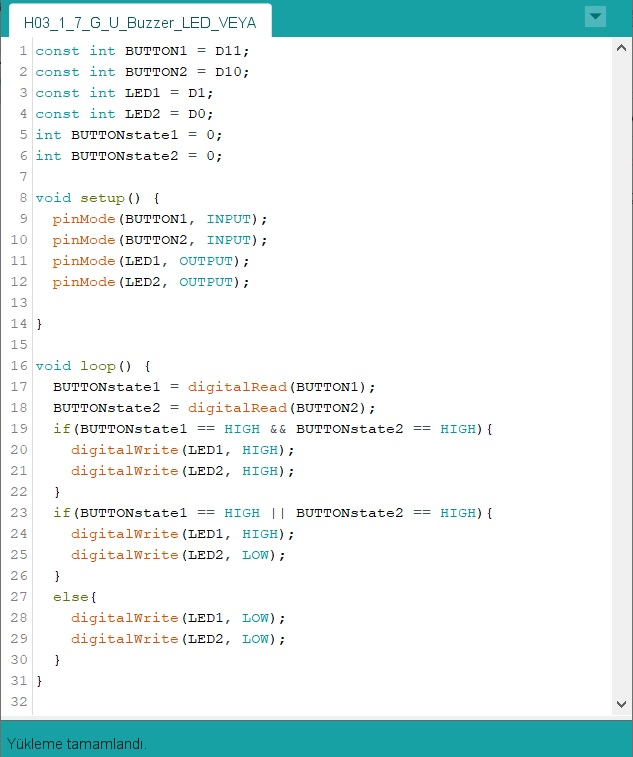 H03_1_7_G_U_Buzzer_LED_VEYA
1 const int BUTTON1 = D11;
2 const int BUTTON2 = D10;
3 const int LED1 = D1;
4 const int LED2 = D0;
5 int BUTTONstate1 = 0;
6 int BUTTONstate2 = 0;
7
8 void setup() {
9   pinMode(BUTTON1, INPUT);
10   pinMode(BUTTON2, INPUT);
11   pinMode(LED1, OUTPUT);
12   pinMode(LED2, OUTPUT);
13
14 }
15
16 void loop() {
17   BUTTONstate1 = digitalRead(BUTTON1);
18   BUTTONstate2 = digitalRead(BUTTON2);
19   if(BUTTONstate1 == HIGH && BUTTONstate2 == HIGH){
20     digitalWrite(LED1, HIGH);
21     digitalWrite(LED2, HIGH);
22   }
23   if(BUTTONstate1 == HIGH || BUTTONstate2 == HIGH){
24     digitalWrite(LED1, HIGH);
25     digitalWrite(LED2, LOW);
26   }
27   else{
28     digitalWrite(LED1, LOW);
29     digitalWrite(LED2, LOW);
30   }
31 }
32
Yükleme tamamlandı.